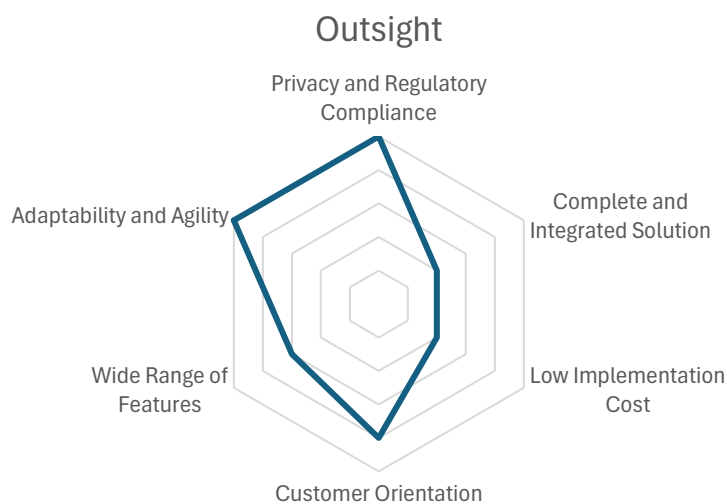 Outsight
Privacy and Regulatory
Compliance
Adaptability and Agility
Complete and
Integrated Solution
Wide Range of
Features
Low Implementation
Cost
Customer Orientation